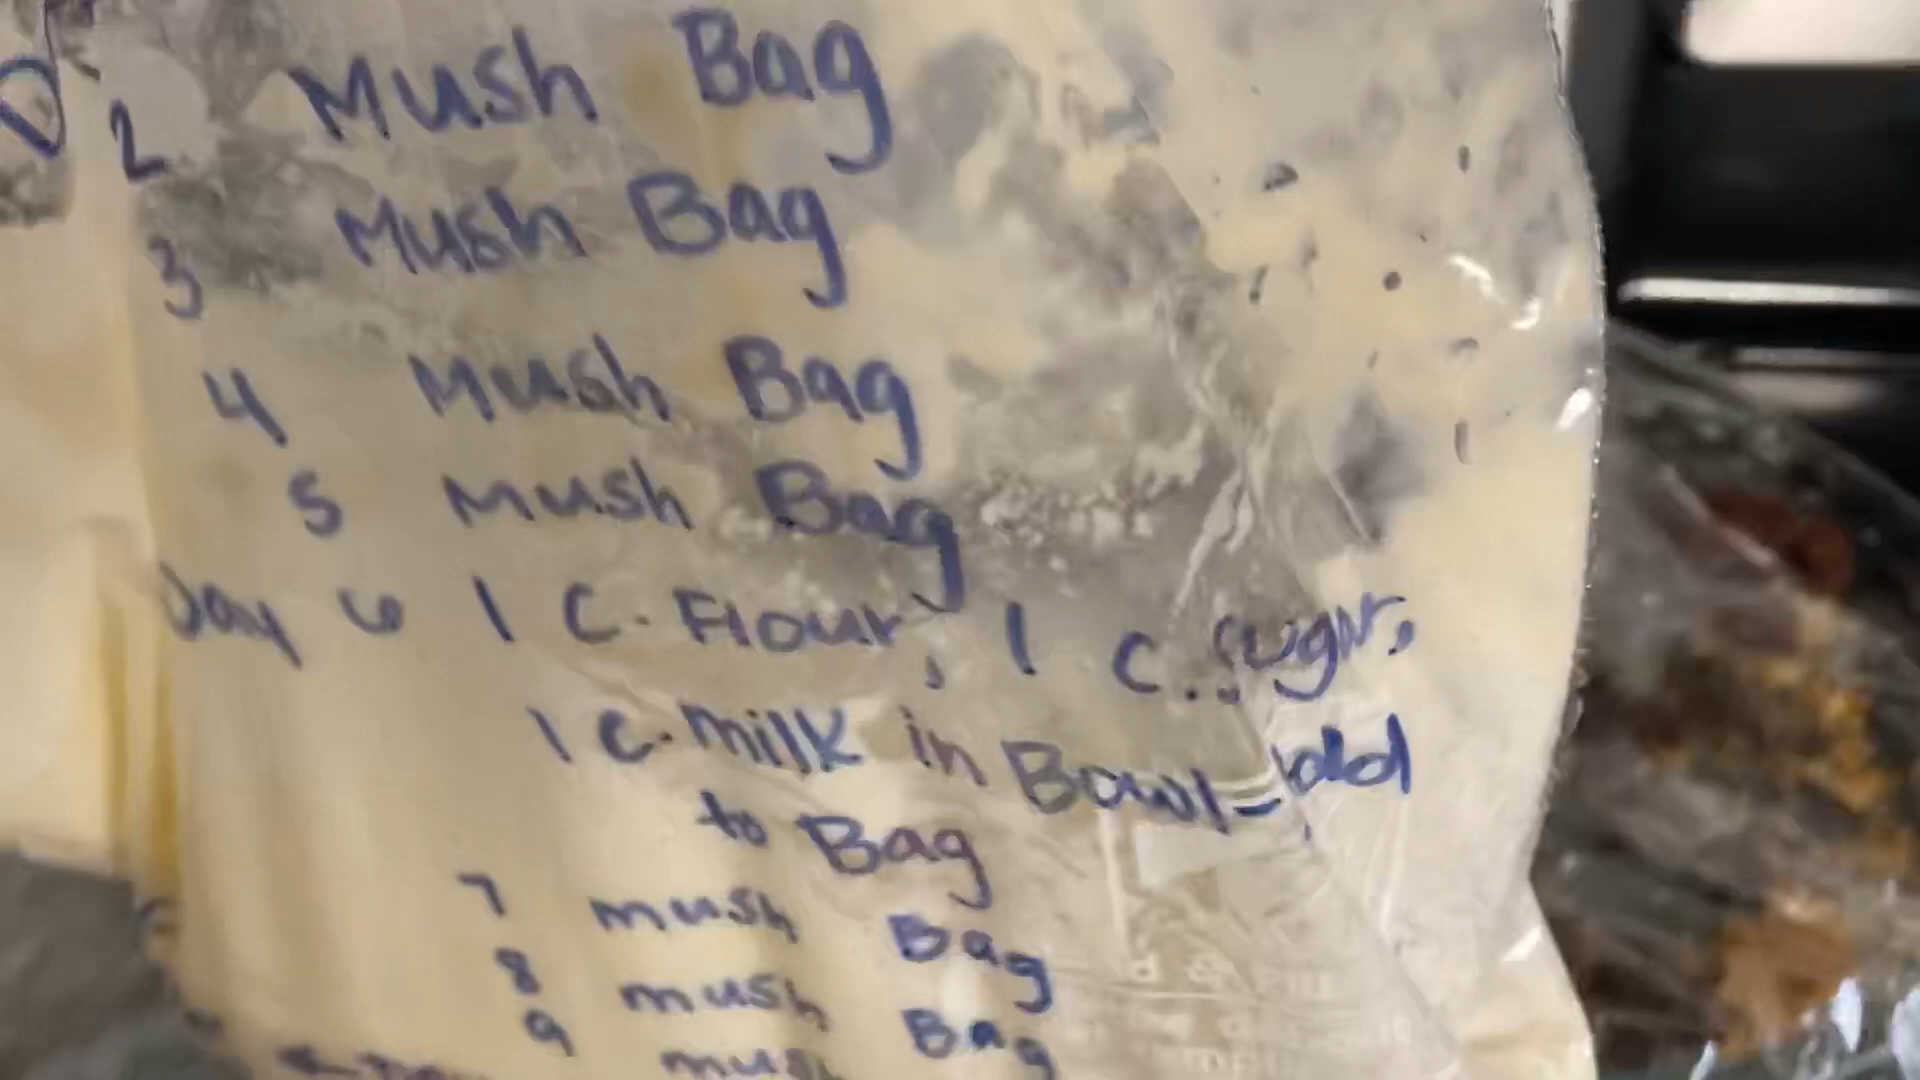 2 Mush Bag
3 Mush Bag
4 Mush Bag
5 Mush Bag
Day 6 1 C. Flour, 1 C. Sugar,
1 C. Milk in Bowl - add
to Bag
7 mush Bag
8 mush Bag
9 mush